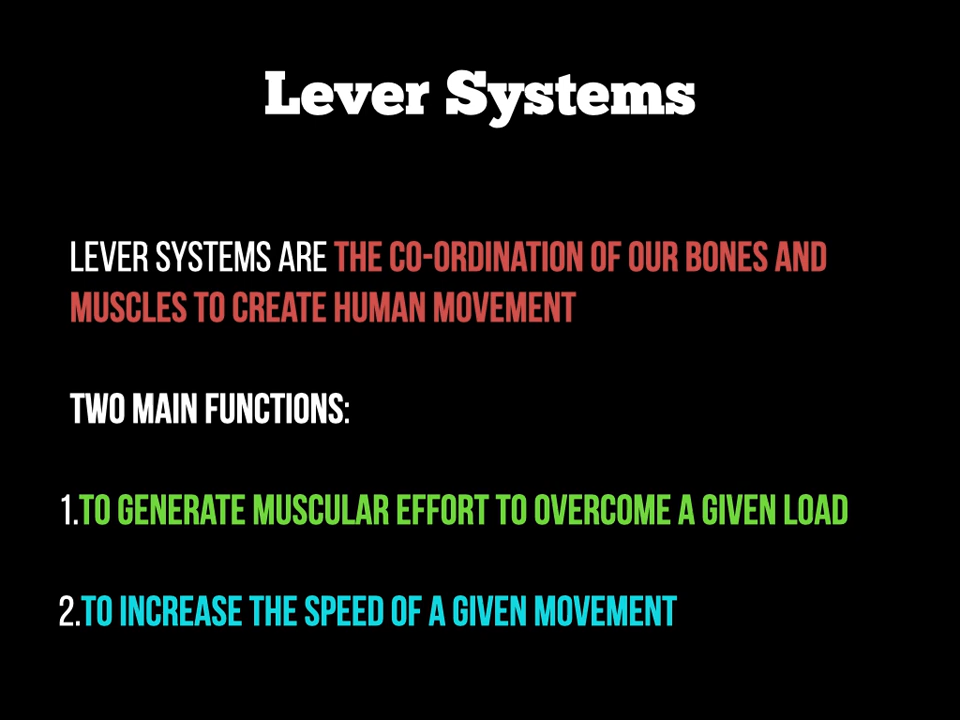 Lever Systems
LEVER SYSTEMS ARE THE CO-ORDINATION OF OUR BONES AND
MUSCLES TO CREATE HUMAN MOVEMENT
TWO MAIN FUNCTIONS:
1.TO GENERATE MUSCULAR EFFORT TO OVERCOME A GIVEN LOAD
2.TO INCREASE THE SPEED OF A GIVEN MOVEMENT